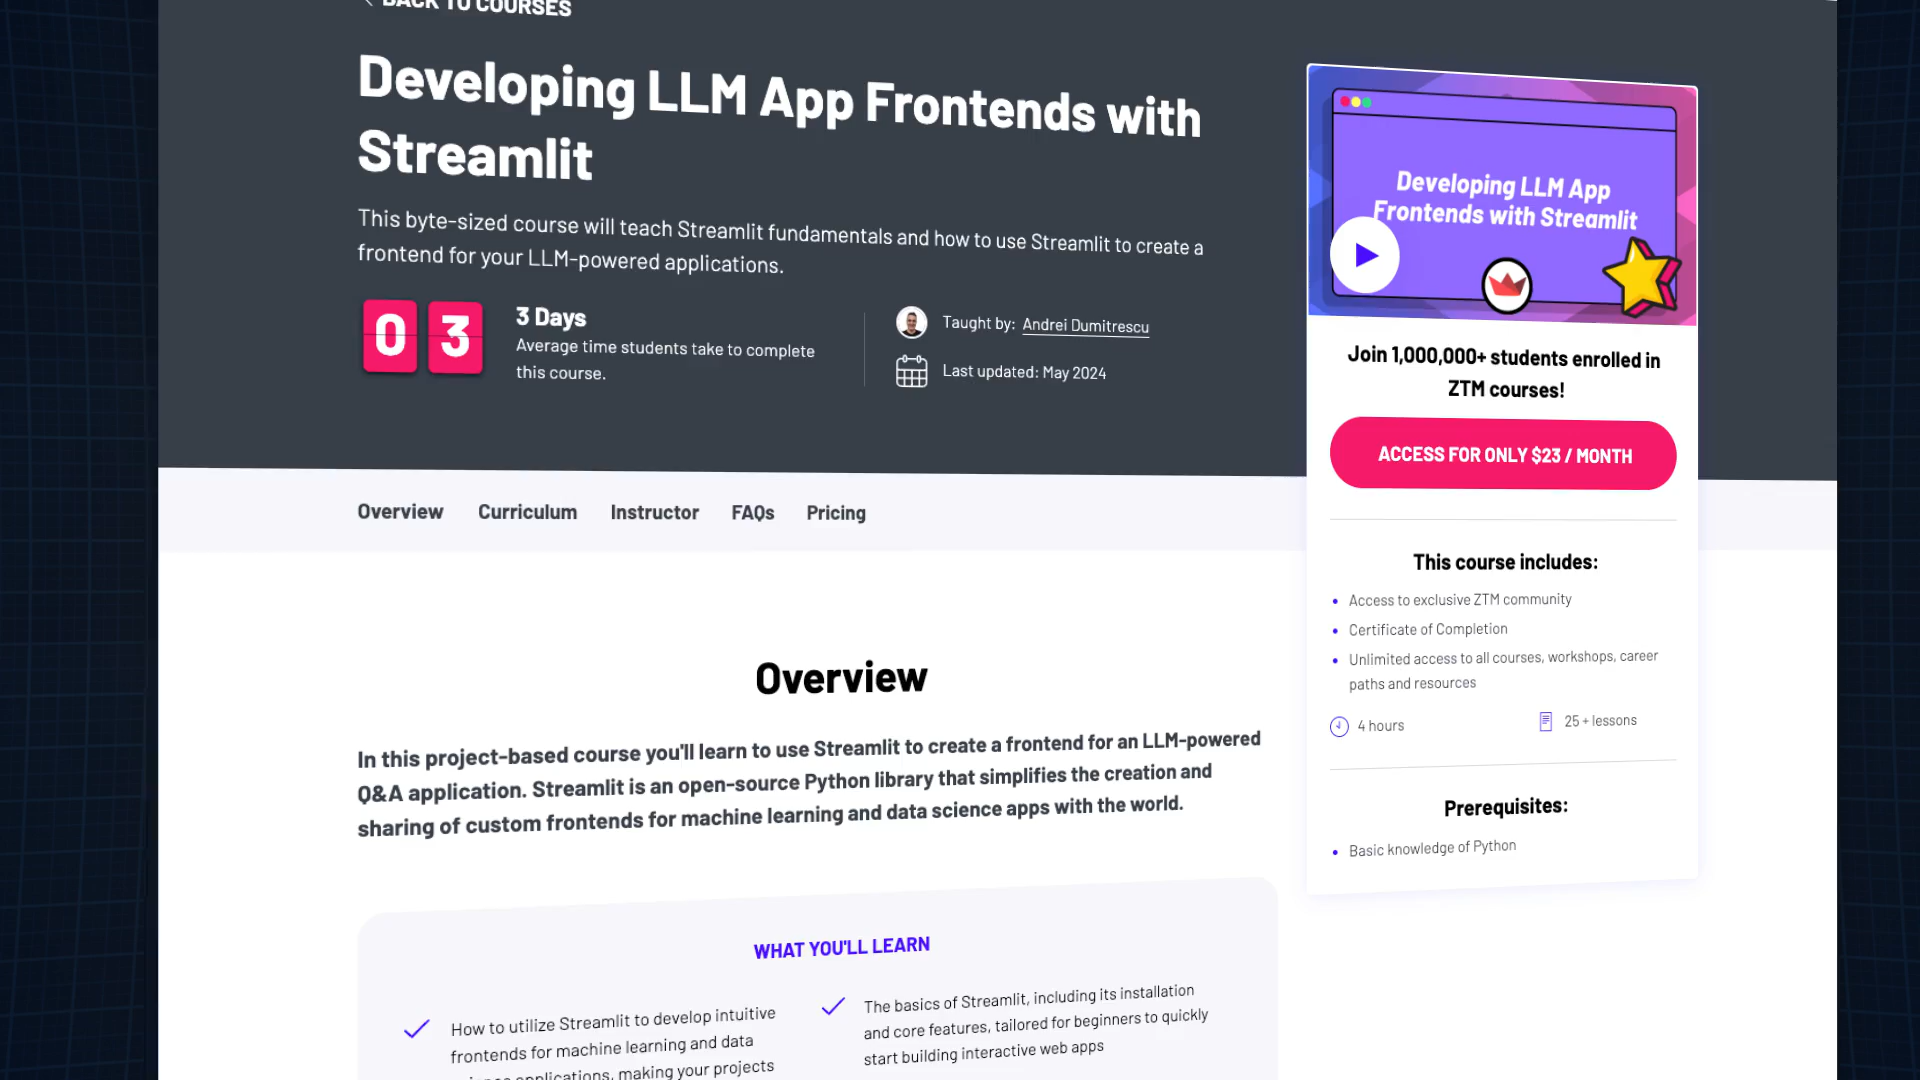 BACK TO COURSES
Developing LLM App Frontends with
Streamlit
This byte-sized course will teach Streamlit fundamentals and how to use Streamlit to create a
frontend for your LLM-powered applications.
03
3 Days
Average time students take to complete
this course.
Taught by: Andrei Dumitrescu
Last updated: May 2024
Developing LLM App
Frontends with Streamlit
Join 1,000,000+ students enrolled in
ZTM courses!
ACCESS FOR ONLY $23 / MONTH
This course includes:
Access to exclusive ZTM community
Certificate of Completion
Unlimited access to all courses, workshops, career
paths and resources
4 hours
25 + lessons
Prerequisites:
Basic knowledge of Python
Overview Curriculum Instructor FAQs Pricing
Overview
In this project-based course you'll learn to use Streamlit to create a frontend for an LLM-powered
Q&A application. Streamlit is an open-source Python library that simplifies the creation and
sharing of custom frontends for machine learning and data science apps with the world.
WHAT YOU'LL LEARN
How to utilize Streamlit to develop intuitive
frontends for machine learning and data
applications, making your projects
The basics of Streamlit, including its installation
and core features, tailored for beginners to quickly
start building interactive web apps